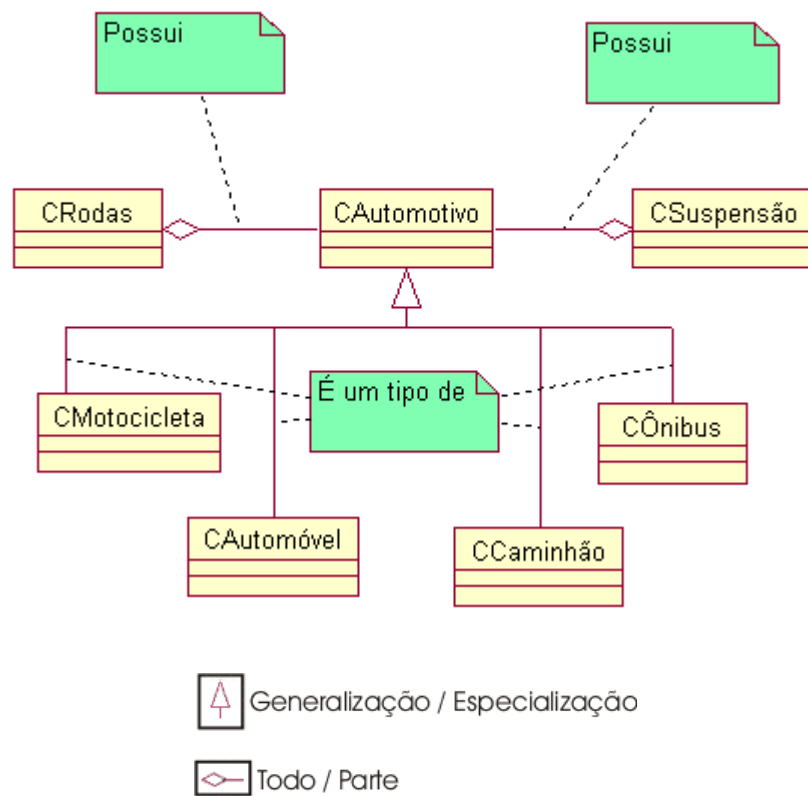 Possui
Possui
CRodas
CAutomotivo
CSuspensão
É um tipo de
CMotocicleta
CÔnibus
CAutomóvel
CCaminhão
Generalização / Especialização
Todo / Parte